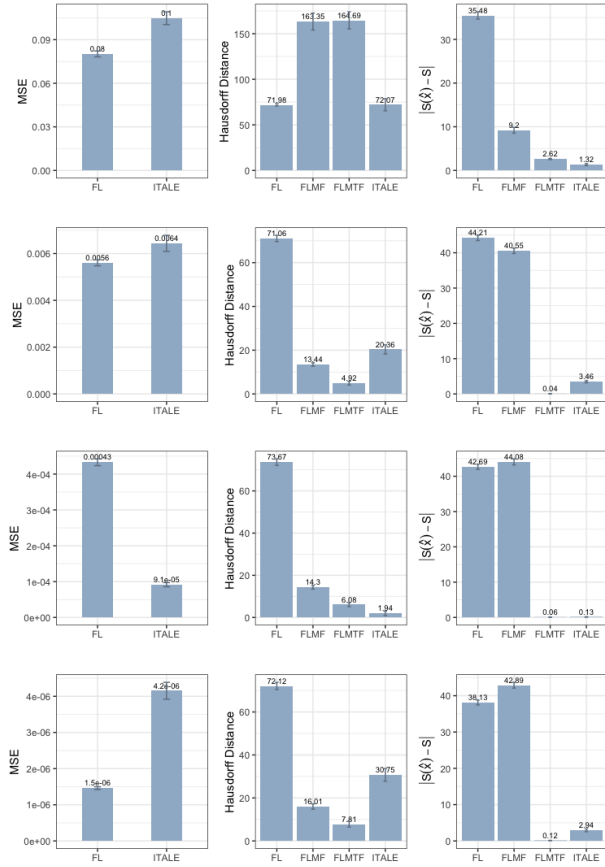 MSE
0.09
0.06
0.03
0.00
0.08
0.1
FL ITALE
Hausdorff Distance
150
100
50
0
71.98
163.35
164.69
72.07
FL FLMF FLMTF ITALE
|S(x̂) − S|
30
20
10
0
35.48
9.2
2.62
1.32
FL FLMF FLMTF ITALE
MSE
0.006
0.004
0.002
0.000
0.0056
0.0064
FL ITALE
Hausdorff Distance
60
40
20
0
71.06
13.44
4.92
20.36
FL FLMF FLMTF ITALE
|S(x̂) − S|
40
30
20
10
0
44.21
40.55
0.04
3.46
FL FLMF FLMTF ITALE
MSE
4e-04
3e-04
2e-04
1e-04
0e+00
0.00043
9.1e-05
FL ITALE
Hausdorff Distance
60
40
20
0
73.67
14.3
6.08
1.94
FL FLMF FLMTF ITALE
|S(x̂) − S|
40
30
20
10
0
42.69
44.08
0.06
0.13
FL FLMF FLMTF ITALE
MSE
4e-06
3e-06
2e-06
1e-06
0e+00
1.5e-06
4.2e-06
FL ITALE
Hausdorff Distance
60
40
20
0
72.12
16.01
7.81
30.75
FL FLMF FLMTF ITALE
|S(x̂) − S|
40
30
20
10
0
38.13
42.89
0.12
2.94
FL FLMF FLMTF ITALE